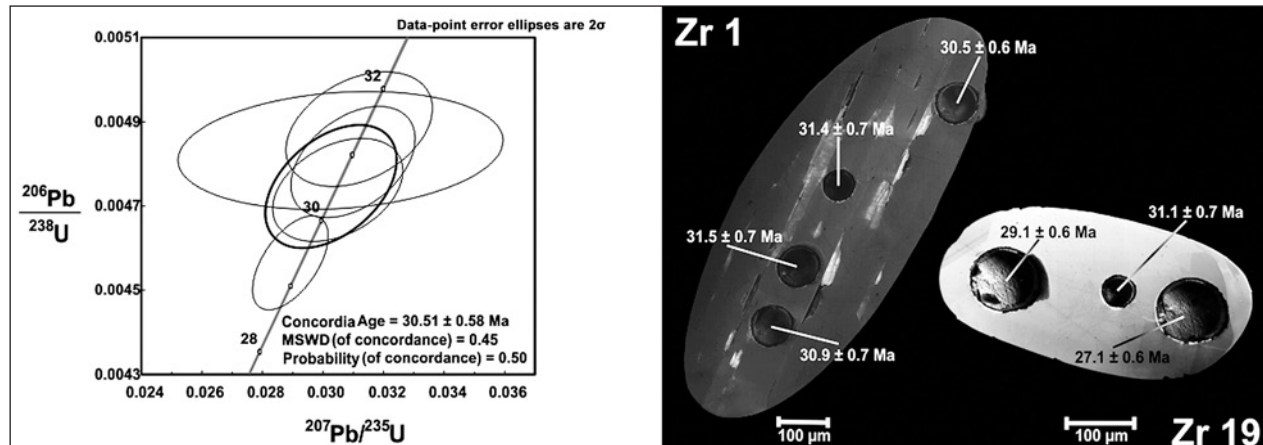 Data-point error ellipses are 2σ
0.0051
0.0049
0.0047
0.0045
0.0043
206Pb
238U
32
30
28
Concordia Age = 30.51 ± 0.58 Ma
MSWD (of concordance) = 0.45
Probability (of concordance) = 0.50
0.024 0.026 0.028 0.030 0.032 0.034 0.036
207Pb/235U
Zr 1
30.5 ± 0.6 Ma
31.4 ± 0.7 Ma
31.5 ± 0.7 Ma
30.9 ± 0.7 Ma
100 µm
31.1 ± 0.7 Ma
29.1 ± 0.6 Ma
27.1 ± 0.6 Ma
100 µm
Zr 19